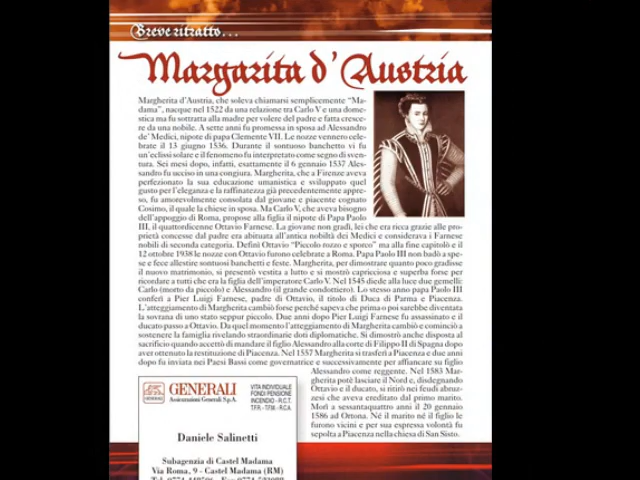 Breve ritratto...
Margarita d'Austria
Margherita d'Austria, che soleva chiamarsi semplicemente "Ma-
dama", nacque nel 1522 da una relazione tra Carlo V e una dome-
stica ma fu sottratta alla madre per volere del padre e fatta cresce-
re da una nobile. A sette anni fu promessa in sposa ad Alessandro
de' Medici, nipote di papa Clemente VII. Le nozze vennero cele-
brate il 13 giugno 1536. Durante il sontuoso banchetto vi fu
un'eclissi solare e il fenomeno fu interpretato come segno di sven-
tura. Sei mesi dopo, infatti, esattamente il 6 gennaio 1537 Ales-
sandro fu ucciso in una congiura. Margherita, che a Firenze aveva
perfezionato la sua educazione umanistica e sviluppato quel
gusto per l'eleganza e la raffinatezza già precedentemente appre-
so, fu amorevolmente consolata dal giovane e piacente cognato
Cosimo, il quale la chiese in sposa. Ma Carlo V, che aveva bisogno
dell'appoggio di Roma, propose alla figlia il nipote di Papa Paolo
III, il quattordicenne Ottavio Farnese. La giovane non gradì, lei che era ricca grazie alle pro-
prietà concesse dal padre era abituata all'antica nobiltà dei Medici e considerava i Farnese
nobili di seconda categoria. Definì Ottavio "Piccolo rozzo e sporco" ma alla fine capitolò e il
12 ottobre 1938 le nozze con Ottavio furono celebrate a Roma. Papa Paolo III non badò a spe-
se e fece allestire sontuosi banchetti e feste. Margherita, per dimostrare quanto poco gradisse
il nuovo matrimonio, si presentò vestita a lutto e si mostrò capricciosa e superba forse per
ricordare a tutti che era la figlia dell'imperatore Carlo V. Nel 1545 diede alla luce due gemelli:
Carlo (morto da piccolo) e Alessandro (il grande condottiero). Lo stesso anno papa Paolo III
conferì a Pier Luigi Farnese, padre di Ottavio, il titolo di Duca di Parma e Piacenza.
L'atteggiamento di Margherita cambiò forse perché sapeva che prima o poi sarebbe diventata
la sovrana di uno stato seppur piccolo. Due anni dopo Pier Luigi Farnese fu assassinato e il
ducato passò a Ottavio. Da quel momento l'atteggiamento di Margherita cambiò e cominciò a
sostenere la famiglia rivelando straordinarie doti diplomatiche. Si dimostrò anche disposta al
sacrificio quando accettò di mandare il figlio Alessandro alla corte di Filippo II di Spagna dopo
aver ottenuto la restituzione di Piacenza. Nel 1557 Margherita si trasferì a Piacenza e due anni
dopo fu inviata nei Paesi Bassi come governatrice e successivamente per affiancare su figlio
Alessandro come reggente. Nel 1583 Mar-
gherita potè lasciare il Nord e, disdegnando
Ottavio e il ducato, si ritirò nei feudi abruz-
zesi che aveva ereditato dal primo marito.
Morì a sessantaquattro anni il 20 gennaio
1586 ad Ortona. Né il marito né il figlio le
furono vicini e per sua espressa volontà fu
sepolta a Piacenza nella chiesa di San Sisto.
GENERALI
Assicurazioni Generali S.p.A.
VITA INDIVIDUALE
FONDI PENSIONE
INCENDIO - R.C.T.
T.F.R. - T.F.M. - R.C.A.
Daniele Salinetti
Subagenzia di Castel Madama
Via Roma, 9 - Castel Madama (RM)